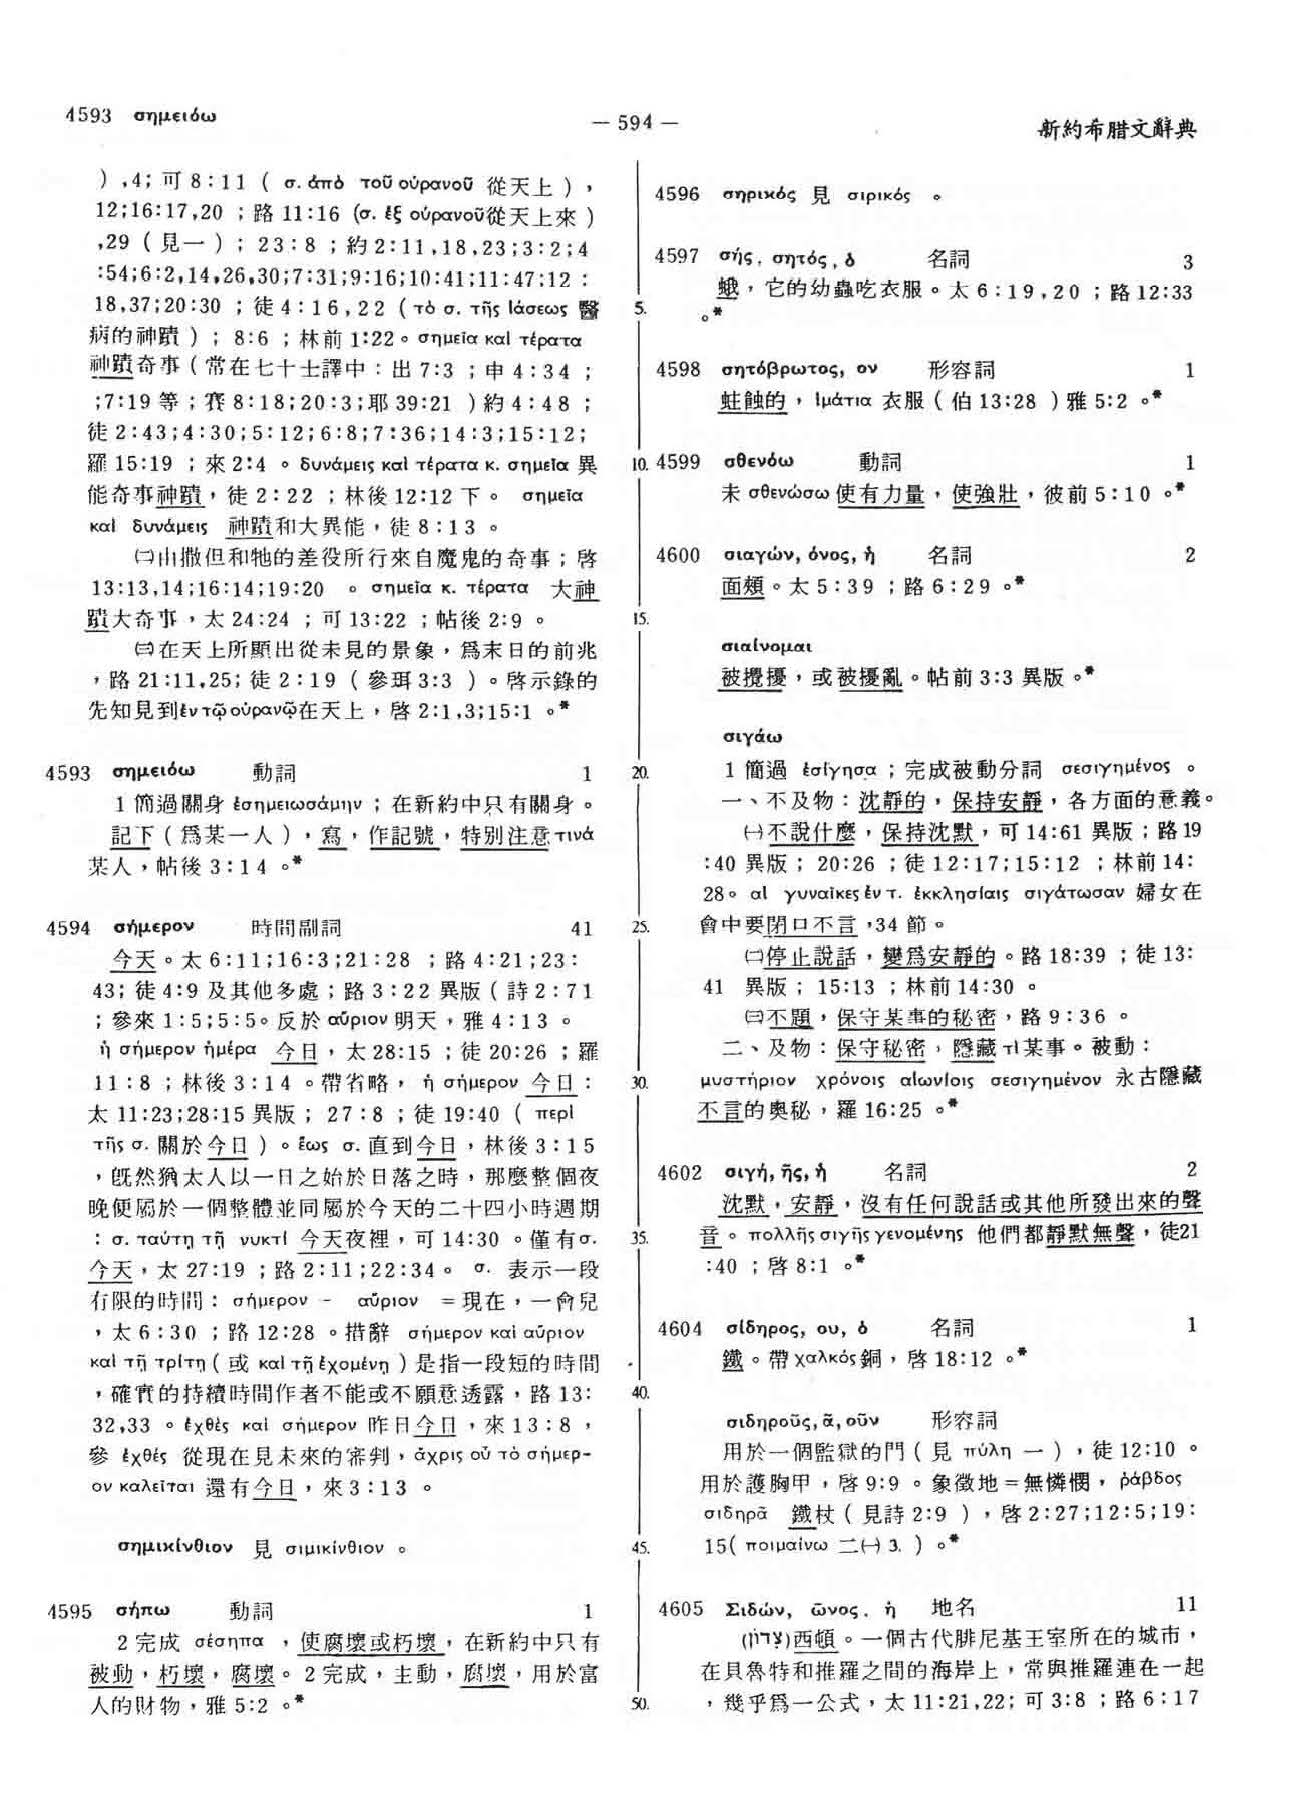 4593 σημειόω
— 594 —
新約希腊文辭典
) ,4; 可 8:11 ( σ. ἀπὸ τοῦ οὐρανοῦ 從天上 ) ,
12;16:17,20 ; 路 11:16 (σ. ἐξ οὐρανοῦ從天上來 )
,29 ( 見一 ) ; 23:8 ; 約 2:11,18,23;3:2;4
:54;6:2,14,26,30;7:31;9:16;10:41;11:47;12:
18,37;20:30 ; 徒 4:16,22 ( τὸ σ. τῆς ἰάσεως 醫
病的神蹟 ) ; 8:6 ; 林前 1:22。 σημεῖα καὶ τέρατα
神蹟奇事 ( 常在七十士譯中 : 出 7:3 ; 申 4:34 ;
;7:19 等 ; 賽 8:18;20:3;耶 39:21 ) 約 4:48 ;
徒 2:43;4:30;5:12;6:8;7:36;14:3;15:12;
羅 15:19 ; 來 2:4 。 δυνάμεις καὶ τέρατα κ. σημεῖα 異
能奇事神蹟, 徒 2:22 ; 林後 12:12 下。 σημεῖα
καὶ δυνάμεις 神蹟和大異能, 徒 8:13 。
㈡由撒但和牠的差役所行來自魔鬼的奇事 ; 啓
13:13,14;16:14;19:20 。 σημεῖα κ. τέρατα 大神
蹟大奇事, 太 24:24 ; 可 13:22 ; 帖後 2:9 。
㈢在天上所顯出從未見的景象, 爲末日的前兆
, 路 21:11,25; 徒 2:19 ( 參珥 3:3 )。啓示錄的
先知見到ἐν τῷ οὐρανῷ在天上, 啓 2:1,3;15:1 。*
4593 σημειόω 動詞 1
1 簡過關身 ἐσημειωσάμην ; 在新約中只有關身。
記下 ( 爲某一人 ) , 寫, 作記號, 特別注意 τινά
某人, 帖後 3:14 。*
4594 σήμερον 時間副詞 41
今天。太 6:11;16:3;21:28 ; 路 4:21;23:
43; 徒 4:9 及其他多處 ; 路 3:22 異版 ( 詩 2:71
; 參來 1:5;5:5。反於 αὔριον 明天, 雅 4:13 。
ἡ σήμερον ἡμέρα 今日, 太 28:15 ; 徒 20:26 ; 羅
11:8 ; 林後 3:14 。帶省略, ἡ σήμερον 今日 :
太 11:23;28:15 異版 ; 27:8 ; 徒 19:40 ( περὶ
τῆς σ. 關於今日 )。ἕως σ. 直到今日, 林後 3:15
, 旣然猶太人以一日之始於日落之時, 那麼整個夜
晚便屬於一個整體並同屬於今天的二十四小時週期
: σ. ταύτῃ τῇ νυκτί 今天夜裡, 可 14:30 。僅有σ.
今天, 太 27:19 ; 路 2:11;22:34。 σ. 表示一段
有限的時間 : σήμερον – αὔριον =現在, 一會兒
, 太 6:30 ; 路 12:28 。措辭 σήμερον καὶ αὔριον
καὶ τῇ τρίτῃ ( 或 καὶ τῇ ἐχομένῃ ) 是指一段短的時間
, 確實的持續時間作者不能或不願意透露, 路 13:
32,33 。 ἐχθὲς καὶ σήμερον 昨日今日, 來 13:8 ,
參 ἐχθές 從現在見未來的審判, ἄχρις οὗ τὸ σήμερ-
ον καλεῖται 還有今日, 來 3:13 。
σημικίνθιον 見 σιμικίνθιον 。
4595 σήπω 動詞 1
2 完成 σέσηπα , 使腐壞或朽壞, 在新約中只有
被動, 朽壞, 腐壞。 2 完成, 主動, 腐壞, 用於富
人的財物, 雅 5:2 。*
4596 σηρικός 見 σιρικός 。
4597 σής, σητός, ὁ 名詞 3
蛾, 它的幼蟲吃衣服。太 6:19,20 ; 路 12:33
。*
5.
4598 σητόβρωτος, ον 形容詞 1
蛀蝕的, ἱμάτια 衣服 ( 伯 13:28 ) 雅 5:2 。*
10. 4599 σθενόω 動詞 1
未 σθενώσω 使有力量, 使強壯, 彼前 5:10 。*
4600 σιαγών, όνος, ἡ 名詞 2
面頰。太 5:39 ; 路 6:29 。*
15.
σιαίνομαι
被攪擾, 或被擾亂。帖前 3:3 異版。*
σιγάω
20. 1 簡過 ἐσίγησα ; 完成被動分詞 σεσιγημένος 。
一、不及物 : 沈靜的, 保持安靜, 各方面的意義。
㈠不說什麼, 保持沈默, 可 14:61 異版 ; 路 19
:40 異版 ; 20:26 ; 徒 12:17;15:12 ; 林前 14:
28。 αἱ γυναῖκες ἐν τ. ἐκκλησίαις σιγάτωσαν 婦女在
25. 會中要閉口不言 ,34 節。
㈡停止說話, 變爲安靜的。路 18:39 ; 徒 13:
41 異版 ; 15:13 ; 林前 14:30 。
㈢不題, 保守某事的秘密, 路 9:36 。
二、及物 : 保守秘密, 隱藏 τὶ 某事。被動 :
30. μυστήριον χρόνοις αἰωνίοις σεσιγημένον 永古隱藏
不言的奧秘, 羅 16:25 。*
4602 σιγή, ῆς, ἡ 名詞 2
沈默, 安靜, 沒有任何說話或其他所發出來的聲
35. 音。 πολλῆς σιγῆς γενομένης 他們都靜默無聲, 徒21
:40 ; 啓 8:1 。*
4604 σίδηρος, ου, ὁ 名詞 1
鐵。帶 χαλκός 銅, 啓 18:12 。*
40.
σιδηροῦς, ᾶ, οῦν 形容詞
用於一個監獄的門 ( 見 πύλη 一 ) , 徒 12:10 。
用於護胸甲, 啓 9:9 。象徵地=無憐憫, ῥάβδος
σιδηρᾶ 鐵杖 ( 見詩 2:9 ) , 啓 2:27;12:5;19:
45. 15( ποιμαίνω 二㈠ 3. ) 。*
4605 Σιδών, ῶνος, ἡ 地名 11
(צִדוֹן)西頓。一個古代腓尼基王室所在的城市,
在貝魯特和推羅之間的海岸上, 常與推羅連在一起
50. , 幾乎爲一公式, 太 11:21,22; 可 3:8 ; 路 6:17